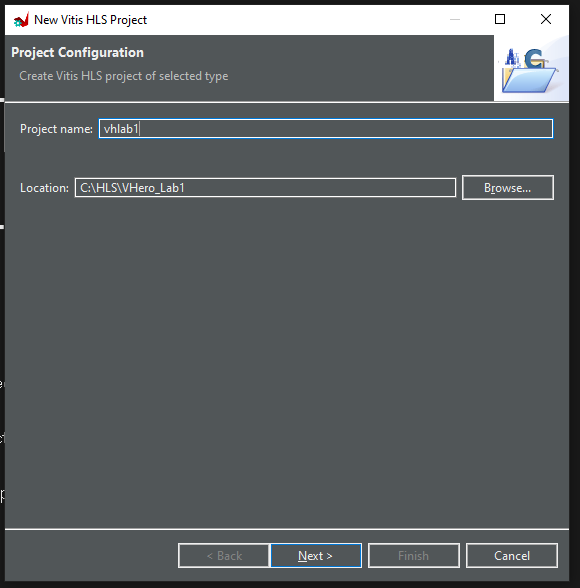 New Vitis HLS Project
Project Configuration
Create Vitis HLS project of selected type
Project name: vhlab1
Location: C:\HLS\VHero_Lab1 Browse...
< Back Next > Finish Cancel